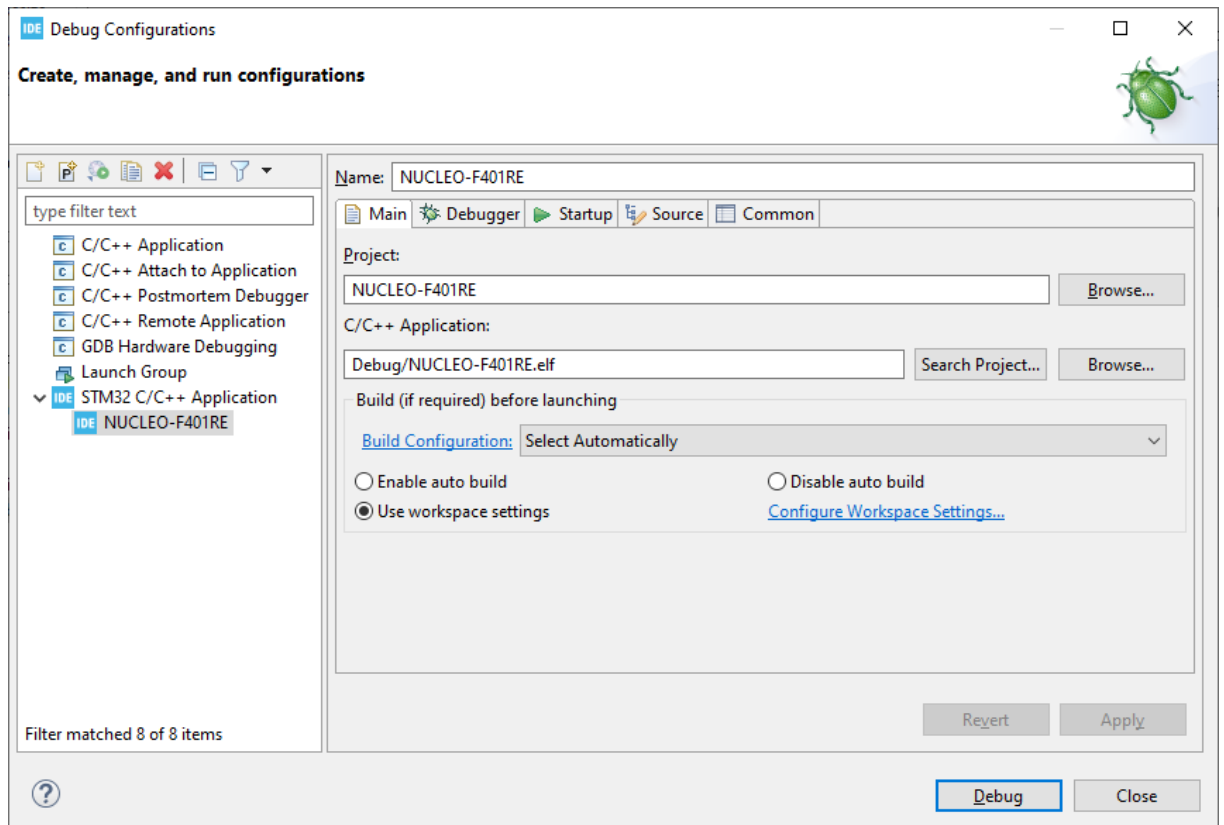 IDE Debug Configurations
Create, manage, and run configurations
type filter text
C/C++ Application
C/C++ Attach to Application
C/C++ Postmortem Debugger
C/C++ Remote Application
GDB Hardware Debugging
Launch Group
IDE STM32 C/C++ Application
IDE NUCLEO-F401RE
Filter matched 8 of 8 items
Name: NUCLEO-F401RE
Main Debugger Startup Source Common
Project:
NUCLEO-F401RE Browse...
C/C++ Application:
Debug/NUCLEO-F401RE.elf Search Project... Browse...
Build (if required) before launching
Build Configuration: Select Automatically
Enable auto build Disable auto build
Use workspace settings Configure Workspace Settings...
Revert Apply
Debug Close